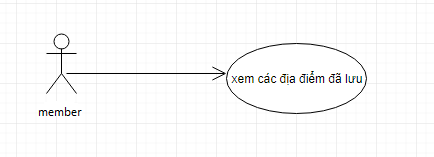 xem các địa điểm đã lưu
member